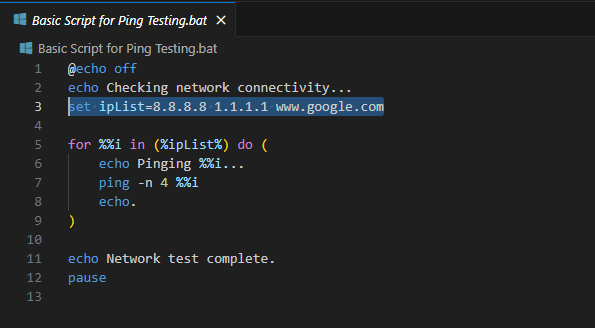 Basic Script for Ping Testing.bat
Basic Script for Ping Testing.bat
1 @echo off
2 echo Checking network connectivity...
3 set ipList=8.8.8.8 1.1.1.1 www.google.com
4
5 for %%i in (%ipList%) do (
6     echo Pinging %%i...
7     ping -n 4 %%i
8     echo.
9 )
10
11 echo Network test complete.
12 pause
13